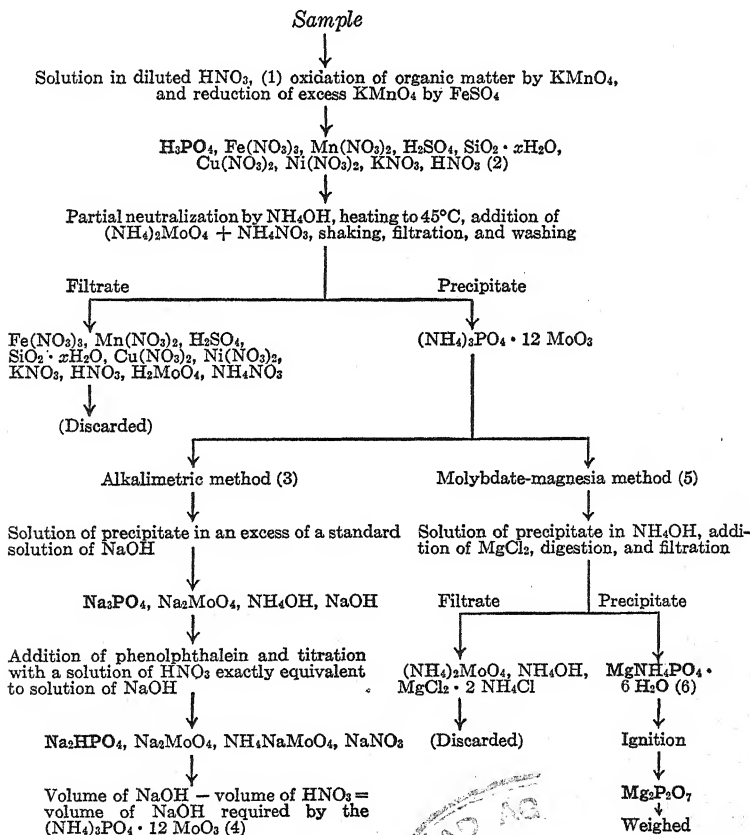 Sample
Solution in diluted HNO₃, (1) oxidation of organic matter by KMnO₄,
and reduction of excess KMnO₄ by FeSO₄
H₃PO₄, Fe(NO₃)₃, Mn(NO₃)₂, H₂SO₄, SiO₂ · xH₂O,
Cu(NO₃)₂, Ni(NO₃)₂, KNO₃, HNO₃ (2)
Partial neutralization by NH₄OH, heating to 45°C, addition of
(NH₄)₂MoO₄ + NH₄NO₃, shaking, filtration, and washing
Filtrate
Fe(NO₃)₃, Mn(NO₃)₂, H₂SO₄,
SiO₂ · xH₂O, Cu(NO₃)₂, Ni(NO₃)₂,
KNO₃, HNO₃, H₂MoO₄, NH₄NO₃
(Discarded)
Precipitate
(NH₄)₃PO₄ · 12 MoO₃
Alkalimetric method (3)
Solution of precipitate in an excess of a standard
solution of NaOH
Na₃PO₄, Na₂MoO₄, NH₄OH, NaOH
Addition of phenolphthalein and titration
with a solution of HNO₃ exactly equivalent
to solution of NaOH
Na₂HPO₄, Na₂MoO₄, NH₄NaMoO₄, NaNO₃
Volume of NaOH − volume of HNO₃ =
volume of NaOH required by the
(NH₄)₃PO₄ · 12 MoO₃ (4)
Molybdate-magnesia method (5)
Solution of precipitate in NH₄OH, addi-
tion of MgCl₂, digestion, and filtration
Filtrate
(NH₄)₂MoO₄, NH₄OH,
MgCl₂ · 2 NH₄Cl
(Discarded)
Precipitate
MgNH₄PO₄ ·
6 H₂O (6)
Ignition
Mg₂P₂O₇
Weighed